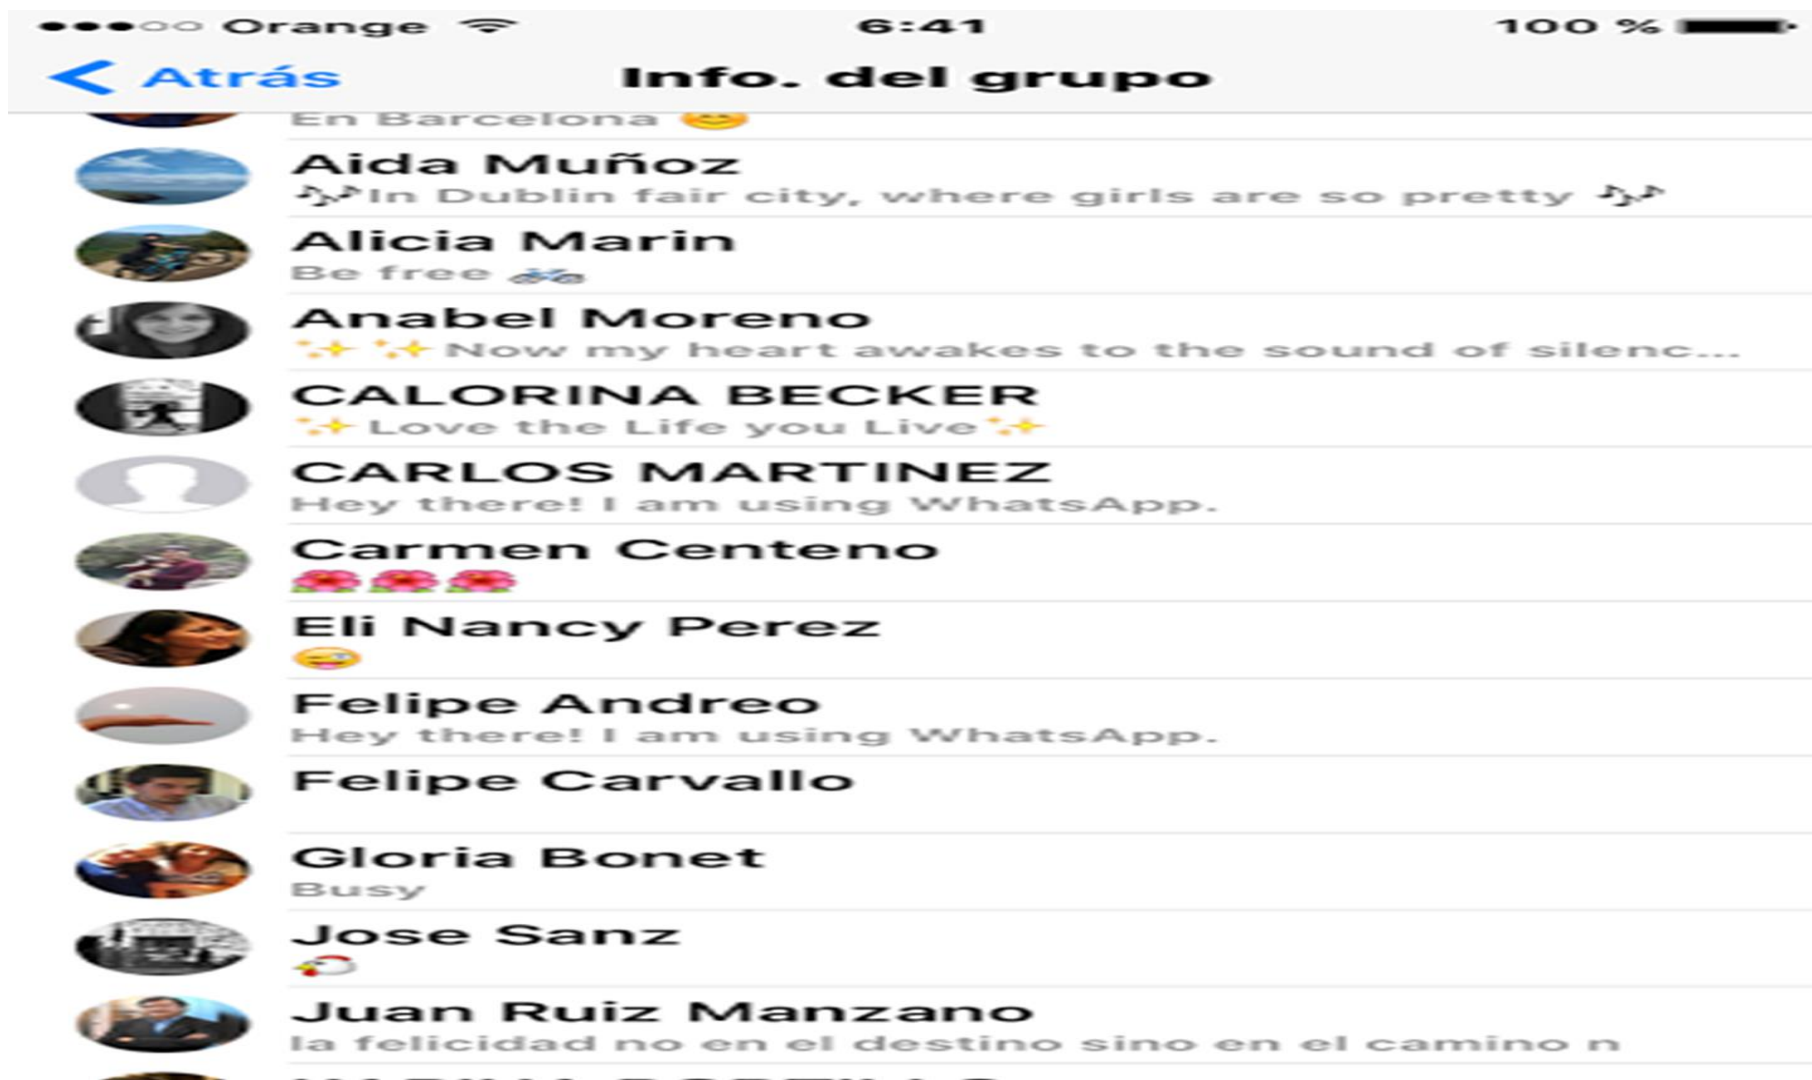 Orange 6:41 100 %
Atrás Info. del grupo
En Barcelona 😊
Aida Muñoz
🎶In Dublin fair city, where girls are so pretty 🎶
Alicia Marin
Be free 🚲
Anabel Moreno
✨ ✨Now my heart awakes to the sound of silenc...
CALORINA BECKER
✨Love the Life you Live✨
CARLOS MARTINEZ
Hey there! I am using WhatsApp.
Carmen Centeno
🌺🌺🌺
Eli Nancy Perez
😜
Felipe Andreo
Hey there! I am using WhatsApp.
Felipe Carvallo
Gloria Bonet
Busy
Jose Sanz
🐔
Juan Ruiz Manzano
la felicidad no en el destino sino en el camino n